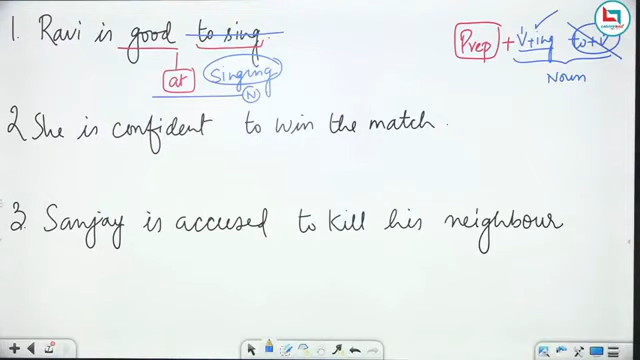 1. Ravi is good to sing
at singing
N
Prep + V+ing to+V
Noun
2. She is confident to win the match.
3. Sanjay is accused to kill his neighbour